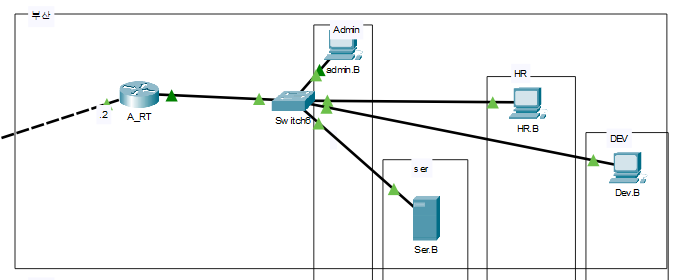 부산
Admin
admin.B
.2
A_RT
Switch6
HR
HR.B
DEV
Dev.B
ser
Ser.B